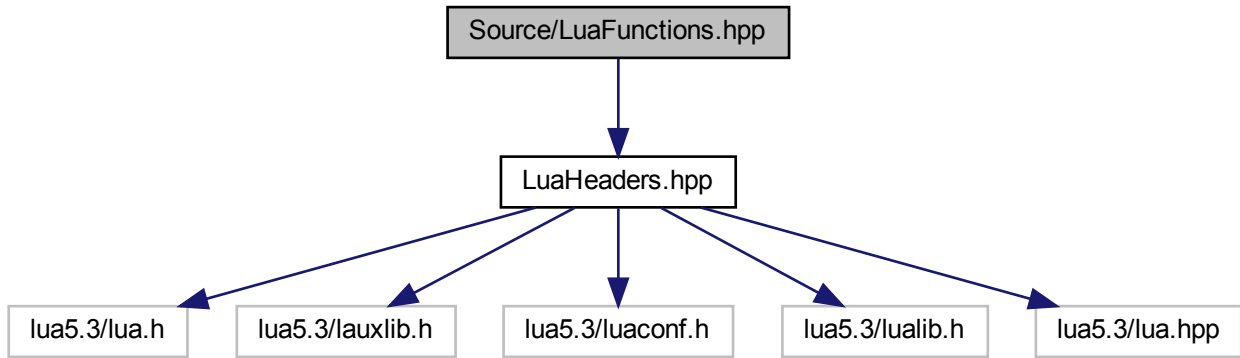 Source/LuaFunctions.hpp
LuaHeaders.hpp
lua5.3/lua.h
lua5.3/lauxlib.h
lua5.3/luaconf.h
lua5.3/lualib.h
lua5.3/lua.hpp